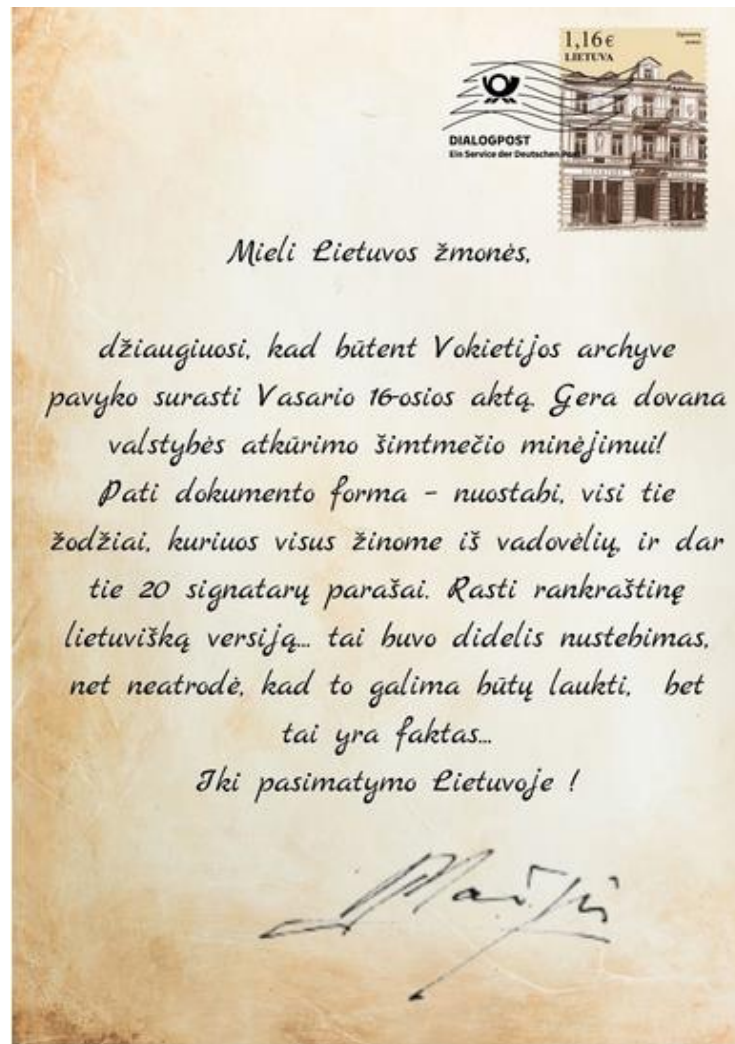 1,16€
LIETUVA
DIALOGPOST
Ein Service der Deutschen Post
Mieli Lietuvos žmonės,
džiaugiuosi, kad būtent Vokietijos archyve
pavyko surasti Vasario 16-osios aktą. Gera dovana
valstybės atkūrimo šimtmečio minėjimui!
Pati dokumento forma – nuostabi, visi tie
žodžiai, kuriuos visus žinome iš vadovėlių, ir dar
tie 20 signatarų parašai. Rasti rankraštinę
lietuvišką versiją... tai buvo didelis nustebimas,
net neatrodė, kad to galima būtų laukti, bet
tai yra faktas...
Iki pasimatymo Lietuvoje !